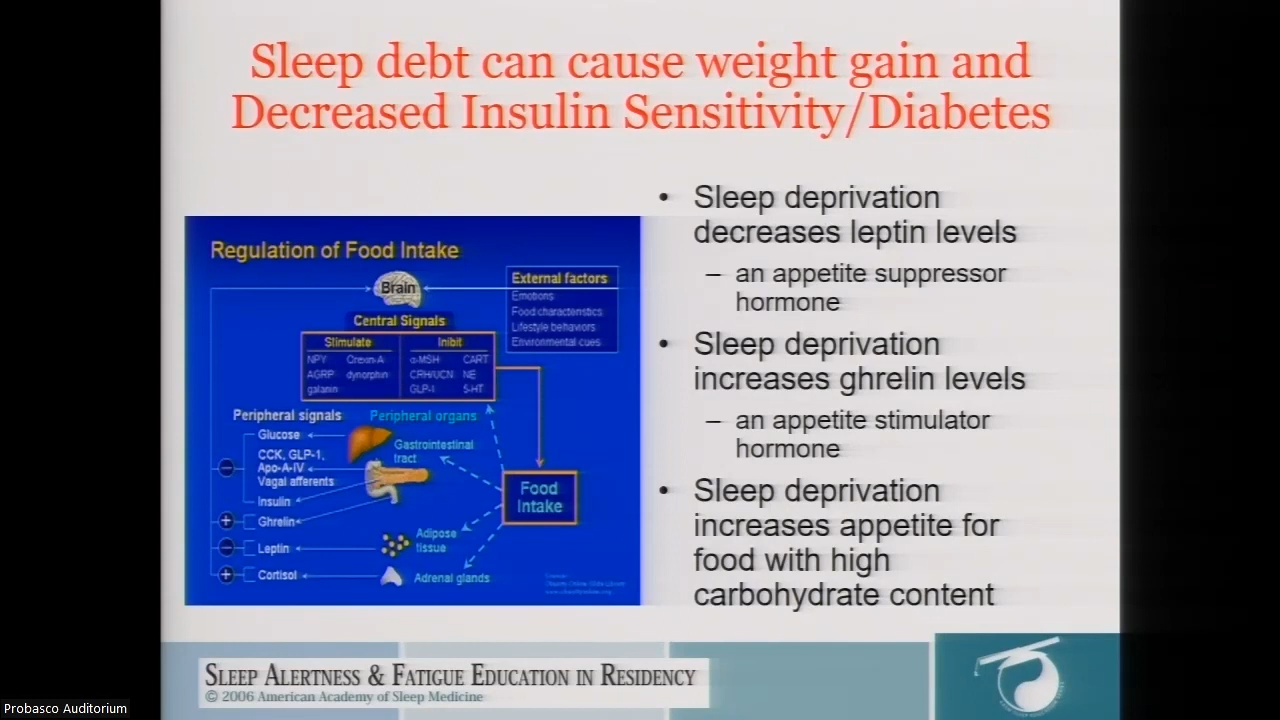 Sleep debt can cause weight gain and
Decreased Insulin Sensitivity/Diabetes
Regulation of Food Intake
Brain
External factors
Emotions
Food characteristics
Lifestyle behaviors
Environmental cues
Central Signals
Stimulate
Inibit
NPY
AGRP dynorphin
galanin
α-MSH CART
CRH/UCN NE
GLP-1 5-HT
Peripheral signals
Peripheral organs
Glucose
CCK, GLP-1,
Apo-A-IV
Vagal afferents
Insulin
Ghrelin
Leptin
Cortisol
Gastrointestinal
tract
Adipose
tissue
Adrenal glands
Food
Intake
• Sleep deprivation
decreases leptin levels
– an appetite suppressor
hormone
• Sleep deprivation
increases ghrelin levels
– an appetite stimulator
hormone
• Sleep deprivation
increases appetite for
food with high
carbohydrate content
SLEEP ALERTNESS & FATIGUE EDUCATION IN RESIDENCY
© 2006 American Academy of Sleep Medicine
Probasco Auditorium